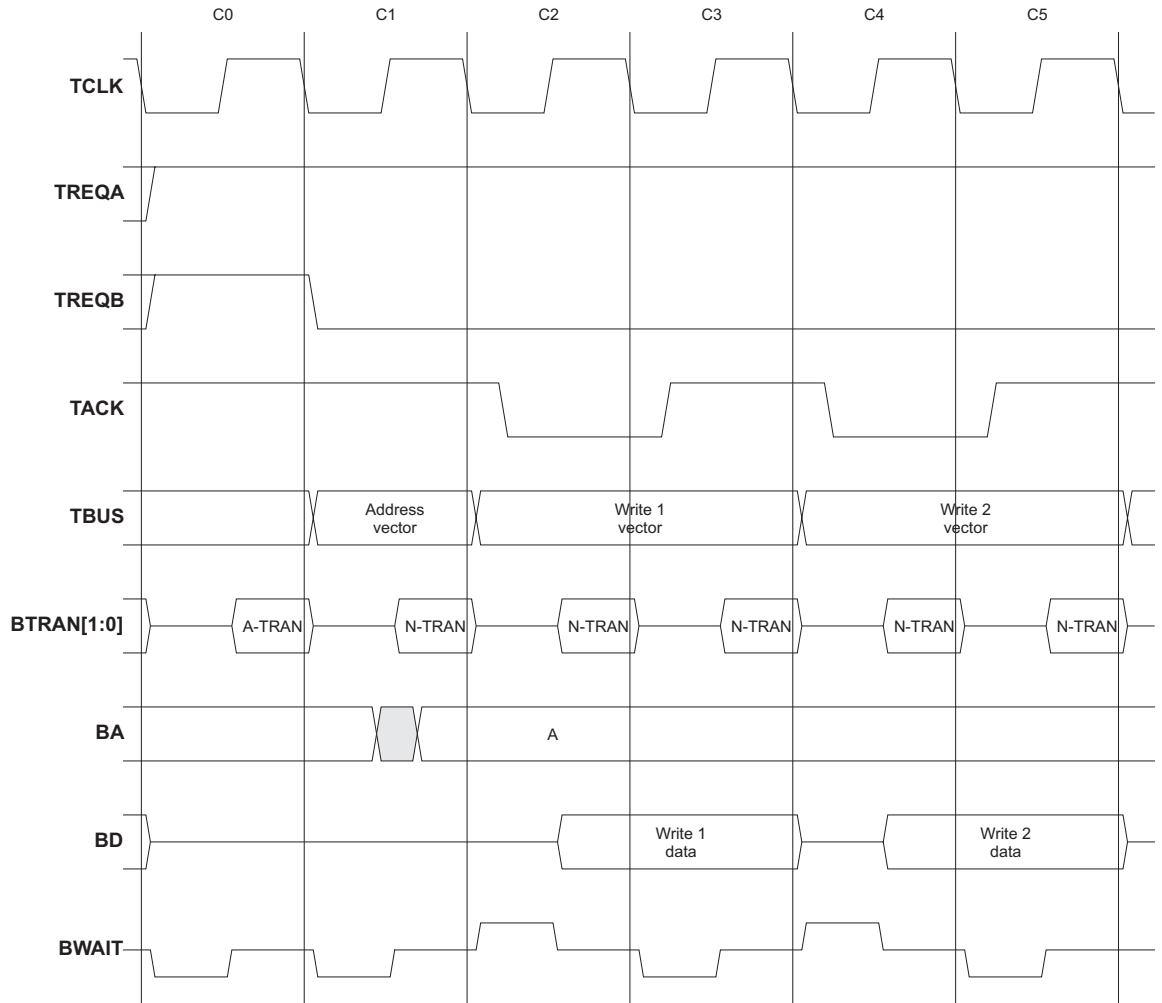 C0 C1 C2 C3 C4 C5
TCLK
TREQA
TREQB
TACK
TBUS
Address
vector
Write 1
vector
Write 2
vector
BTRAN[1:0]
A-TRAN N-TRAN N-TRAN N-TRAN N-TRAN N-TRAN
BA
A
BD
Write 1
data
Write 2
data
BWAIT